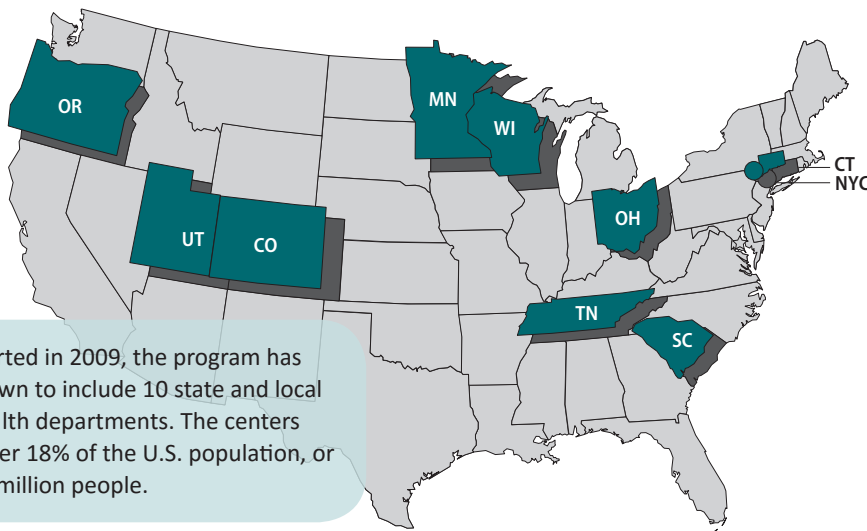 OR
MN
WI
CT
NYC
OH
UT
CO
TN
SC
rted in 2009, the program has
wn to include 10 state and local
lth departments. The centers
er 18% of the U.S. population, or
million people.